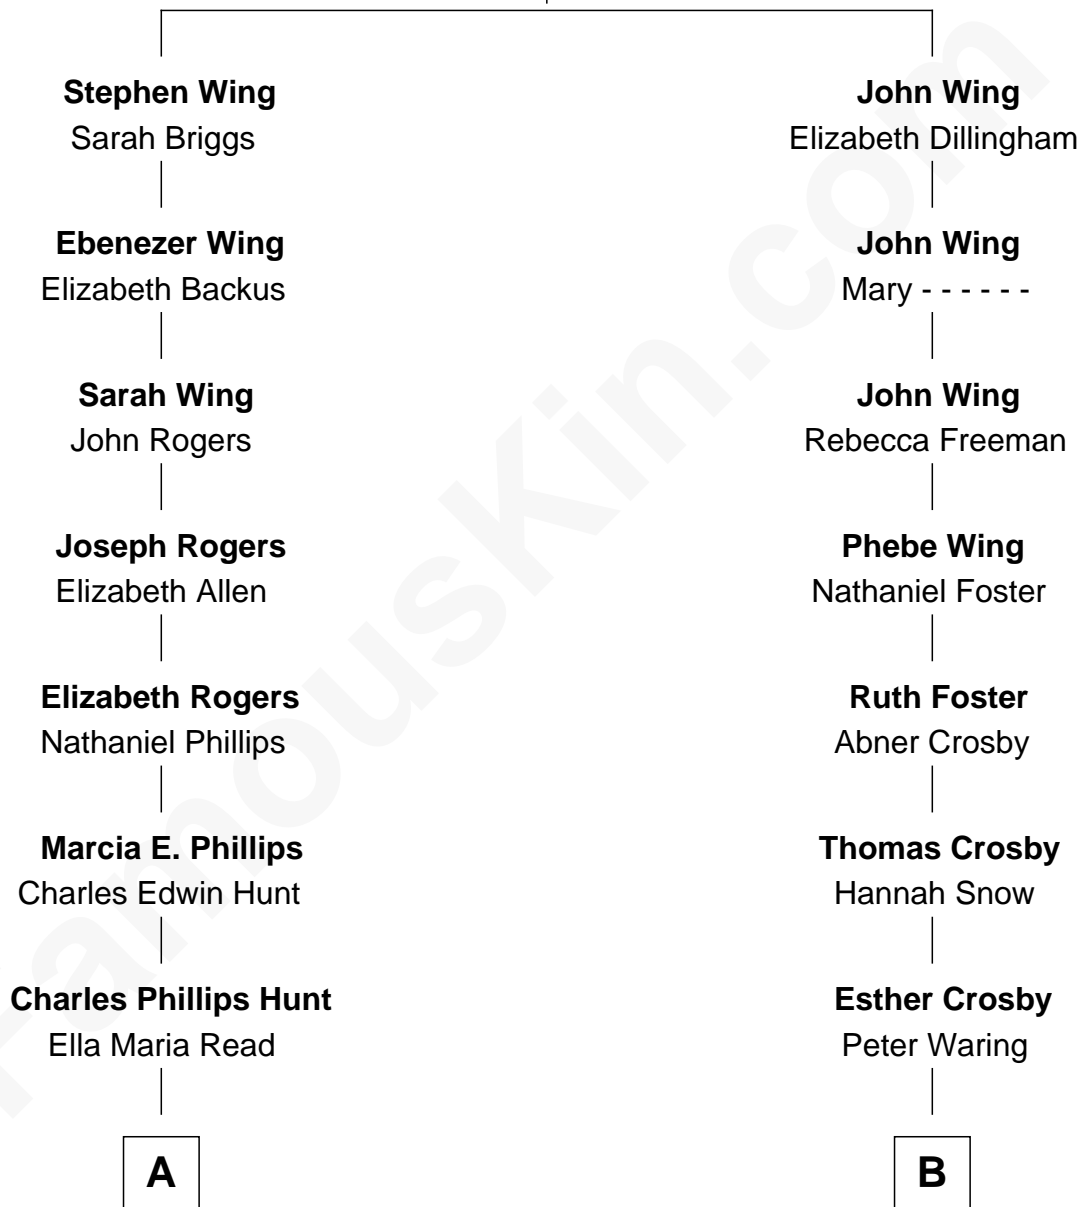 Stephen Wing
Sarah Briggs
Ebenezer Wing
Elizabeth Backus
Sarah Wing
John Rogers
Joseph Rogers
Elizabeth Allen
Elizabeth Rogers
Nathaniel Phillips
Marcia E. Phillips
Charles Edwin Hunt
Charles Phillips Hunt
Ella Maria Read
A
John Wing
Elizabeth Dillingham
John Wing
Mary - - - - - -
John Wing
Rebecca Freeman
Phebe Wing
Nathaniel Foster
Ruth Foster
Abner Crosby
Thomas Crosby
Hannah Snow
Esther Crosby
Peter Waring
B
FamousKin.com